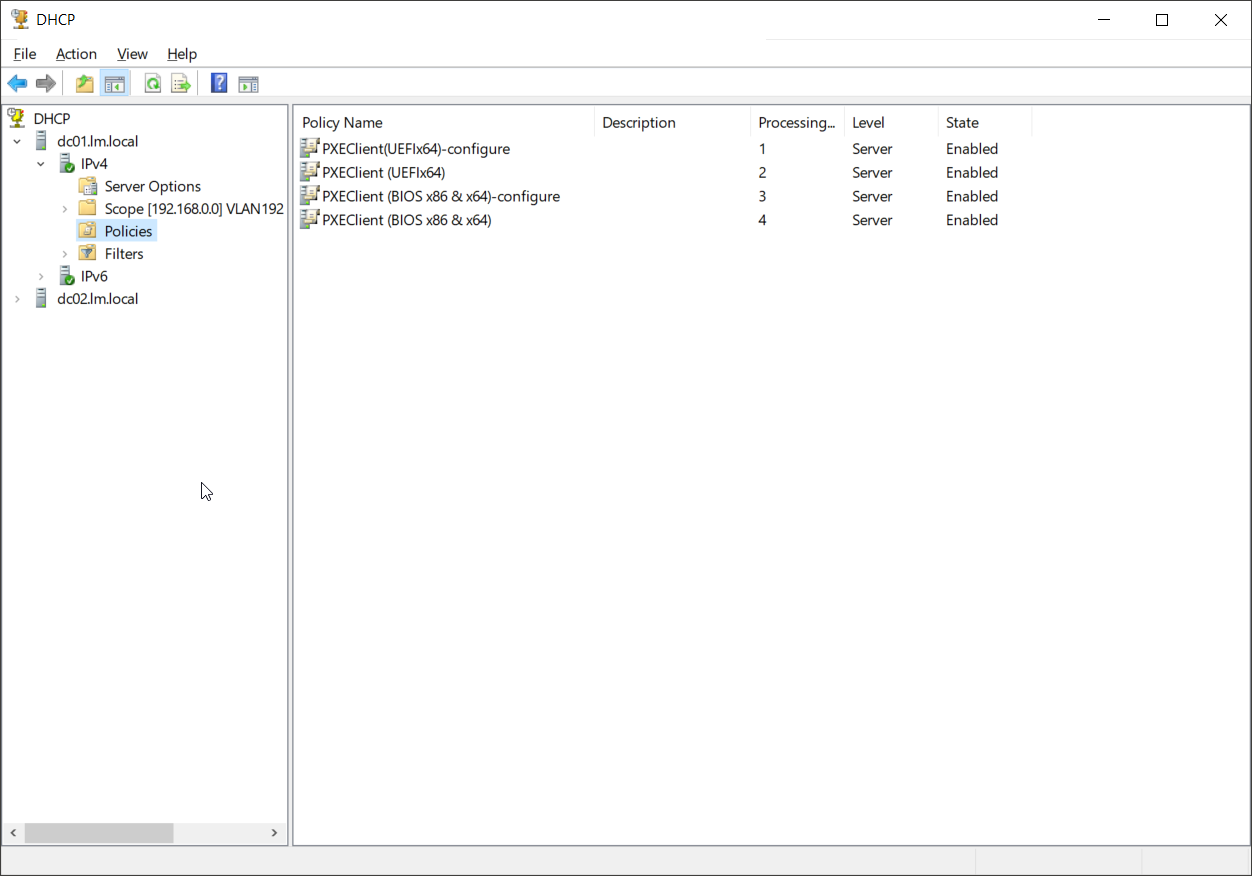 DHCP
File Action View Help
DHCP
dc01.lm.local
IPv4
Server Options
Scope [192.168.0.0] VLAN192
Policies
Filters
IPv6
dc02.lm.local
Policy Name Description Processing... Level State
PXEClient(UEFIx64)-configure 1 Server Enabled
PXEClient (UEFIx64) 2 Server Enabled
PXEClient (BIOS x86 & x64)-configure 3 Server Enabled
PXEClient (BIOS x86 & x64) 4 Server Enabled